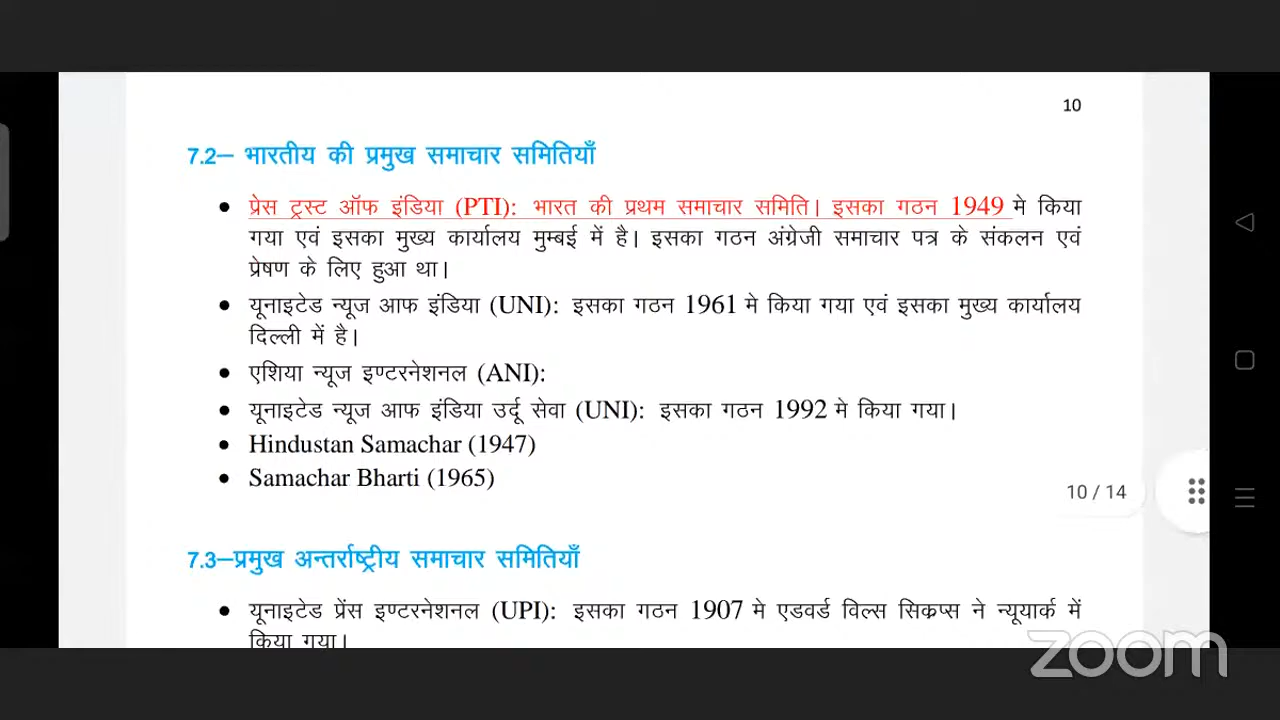 10
7.2– भारतीय की प्रमुख समाचार समितियाँ
• प्रेस ट्रस्ट ऑफ इंडिया (PTI): भारत की प्रथम समाचार समिति। इसका गठन 1949 मे किया
गया एवं इसका मुख्य कार्यालय मुम्बई में है। इसका गठन अंग्रेजी समाचार पत्र के संकलन एवं
प्रेषण के लिए हुआ था।
• यूनाइटेड न्यूज आफ इंडिया (UNI): इसका गठन 1961 मे किया गया एवं इसका मुख्य कार्यालय
दिल्ली में है।
• एशिया न्यूज इण्टरनेशनल (ANI):
• यूनाइटेड न्यूज आफ इंडिया उर्दू सेवा (UNI): इसका गठन 1992 मे किया गया।
• Hindustan Samachar (1947)
• Samachar Bharti (1965)
10 / 14
7.3–प्रमुख अन्तर्राष्ट्रीय समाचार समितियाँ
• यूनाइटेड प्रेंस इण्टरनेशनल (UPI): इसका गठन 1907 मे एडवर्ड विल्स सिक्रप्स ने न्यूयार्क में
किया गया।
zoom